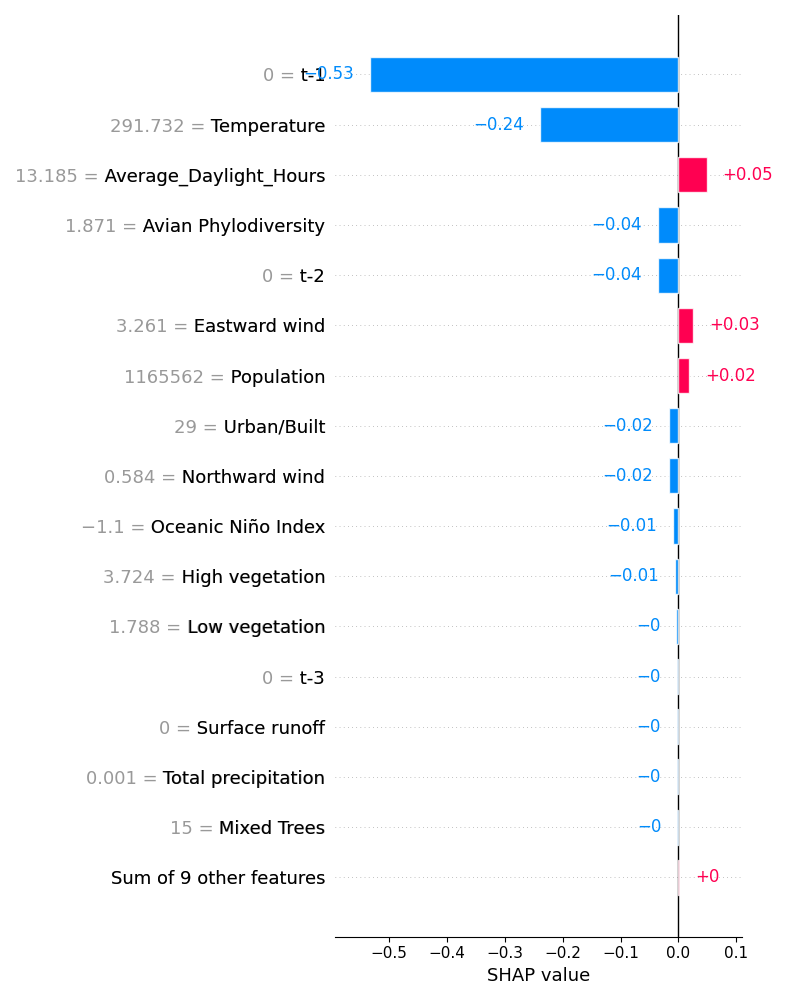 0 = t-1 −0.53
291.732 = Temperature −0.24
13.185 = Average_Daylight_Hours +0.05
1.871 = Avian Phylodiversity −0.04
0 = t-2 −0.04
3.261 = Eastward wind +0.03
1165562 = Population +0.02
29 = Urban/Built −0.02
0.584 = Northward wind −0.02
−1.1 = Oceanic Niño Index −0.01
3.724 = High vegetation −0.01
1.788 = Low vegetation −0
0 = t-3 −0
0 = Surface runoff −0
0.001 = Total precipitation −0
15 = Mixed Trees −0
Sum of 9 other features +0
−0.5 −0.4 −0.3 −0.2 −0.1 0.0 0.1
SHAP value